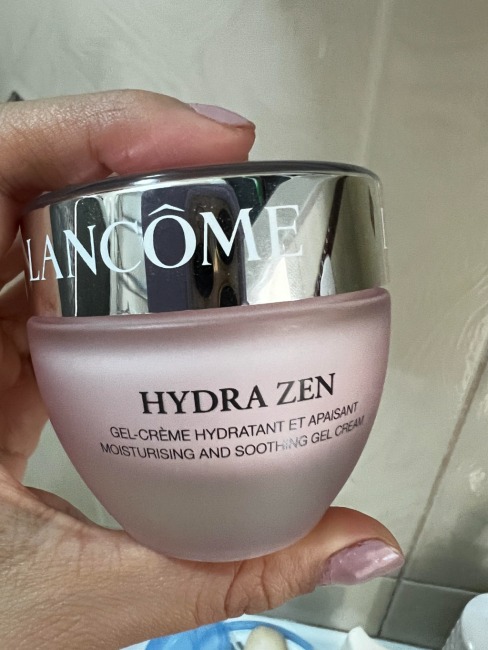 LANCÔME
HYDRA ZEN
GEL-CRÈME HYDRATANT ET APAISANT
MOISTURISING AND SOOTHING GEL CREAM